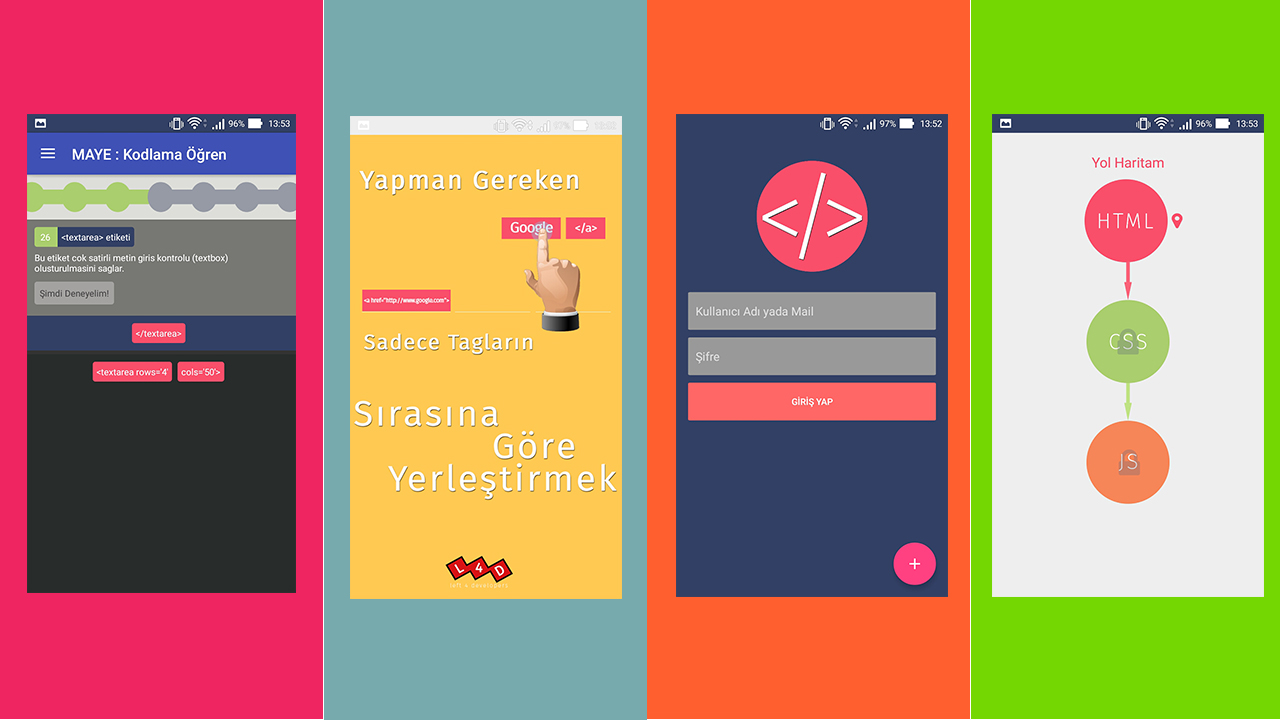 96% 13:53
MAYE : Kodlama Öğren
26 <textarea> etiketi
Bu etiket cok satirli metin giris kontrolu (textbox)
olusturulmasini saglar.
Şimdi Deneyelim!
</textarea>
<textarea rows='4' cols='50'>
97% 13:52
Yapman Gereken
Google </a>
<a href="http://www.google.com">
Sadece Tagların
Sırasına
Göre
Yerleştirmek
L4D
97% 13:52
</>
Kullanıcı Adı yada Mail
Şifre
GİRİŞ YAP
+
96% 13:53
Yol Haritam
HTML
CSS
JS